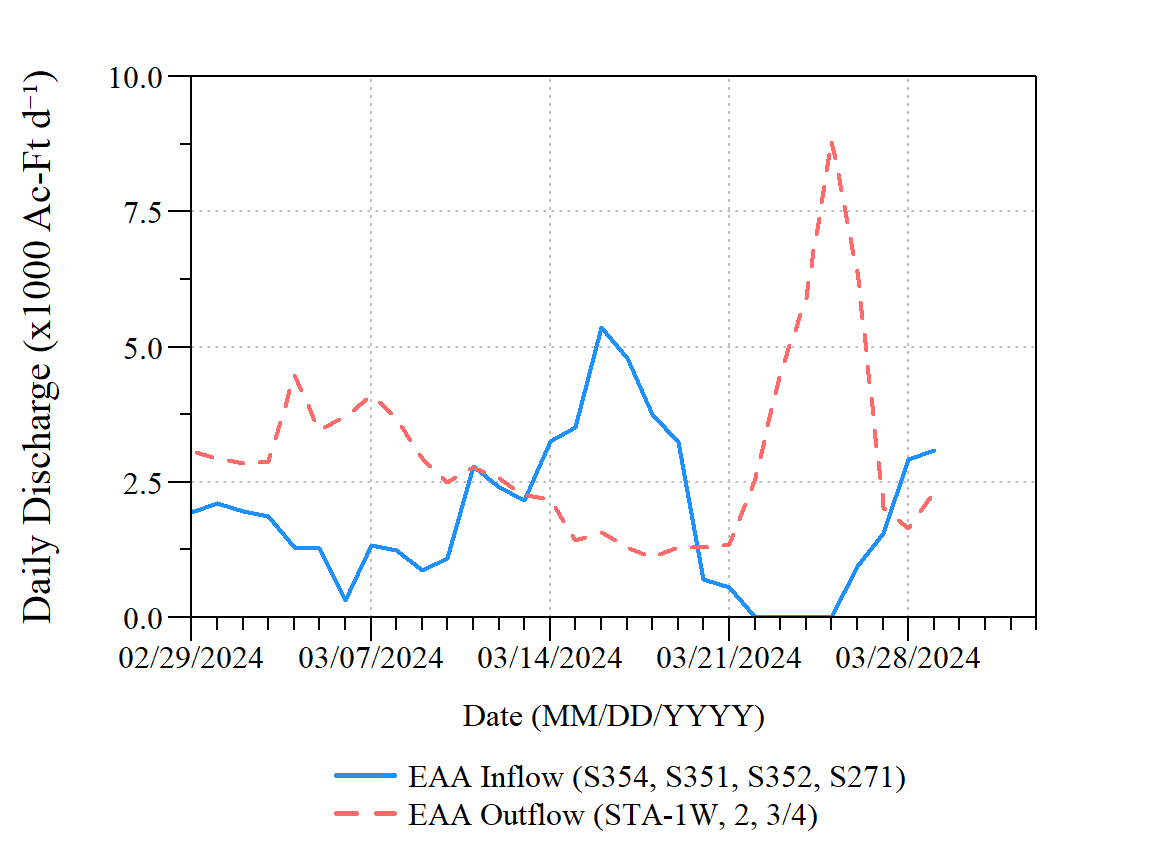 Daily Discharge (x1000 Ac-Ft d⁻¹)
10.0
7.5
5.0
2.5
0.0
02/29/2024 03/07/2024 03/14/2024 03/21/2024 03/28/2024
Date (MM/DD/YYYY)
EAA Inflow (S354, S351, S352, S271)
EAA Outflow (STA-1W, 2, 3/4)